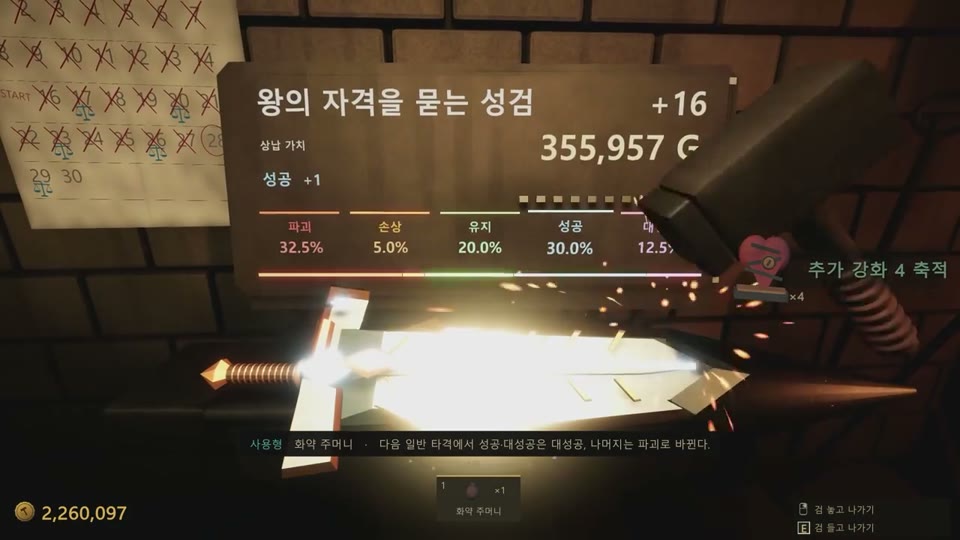 START
29 30
왕의 자격을 묻는 성검 +16
상납 가치
355,957 G
성공 +1
파괴 손상 유지 성공
32.5% 5.0% 20.0% 30.0% 12.5%
추가 강화 4 축적
×4
사용형 화약 주머니 · 다음 일반 타격에서 성공·대성공은 대성공, 나머지는 파괴로 바뀐다.
1 ×1
화약 주머니
2,260,097
검 놓고 나가기
E 검 들고 나가기